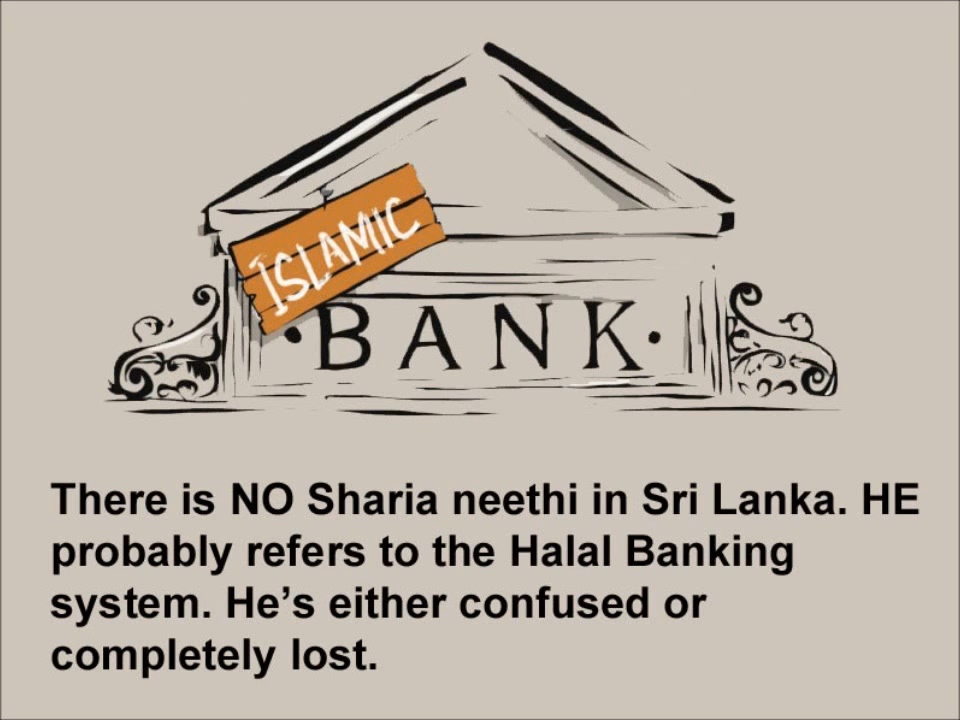 ISLAMIC
·BANK·
There is NO Sharia neethi in Sri Lanka. HE
probably refers to the Halal Banking
system. He’s either confused or
completely lost.